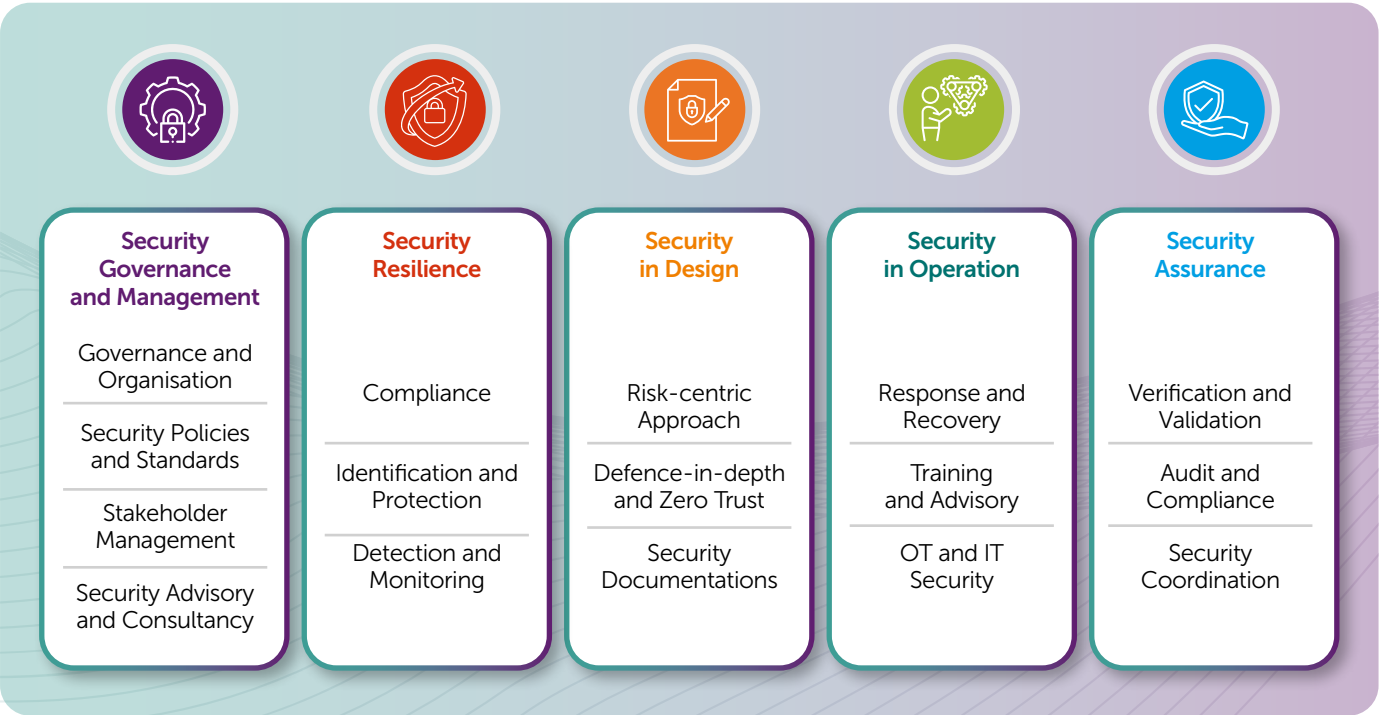 Security
Governance
and Management
Governance and
Organisation
Security Policies
and Standards
Stakeholder
Management
Security Advisory
and Consultancy
Security
Resilience
Compliance
Identification and
Protection
Detection and
Monitoring
Security
in Design
Risk-centric
Approach
Defence-in-depth
and Zero Trust
Security
Documentations
Security
in Operation
Response and
Recovery
Training
and Advisory
OT and IT
Security
Security
Assurance
Verification and
Validation
Audit and
Compliance
Security
Coordination